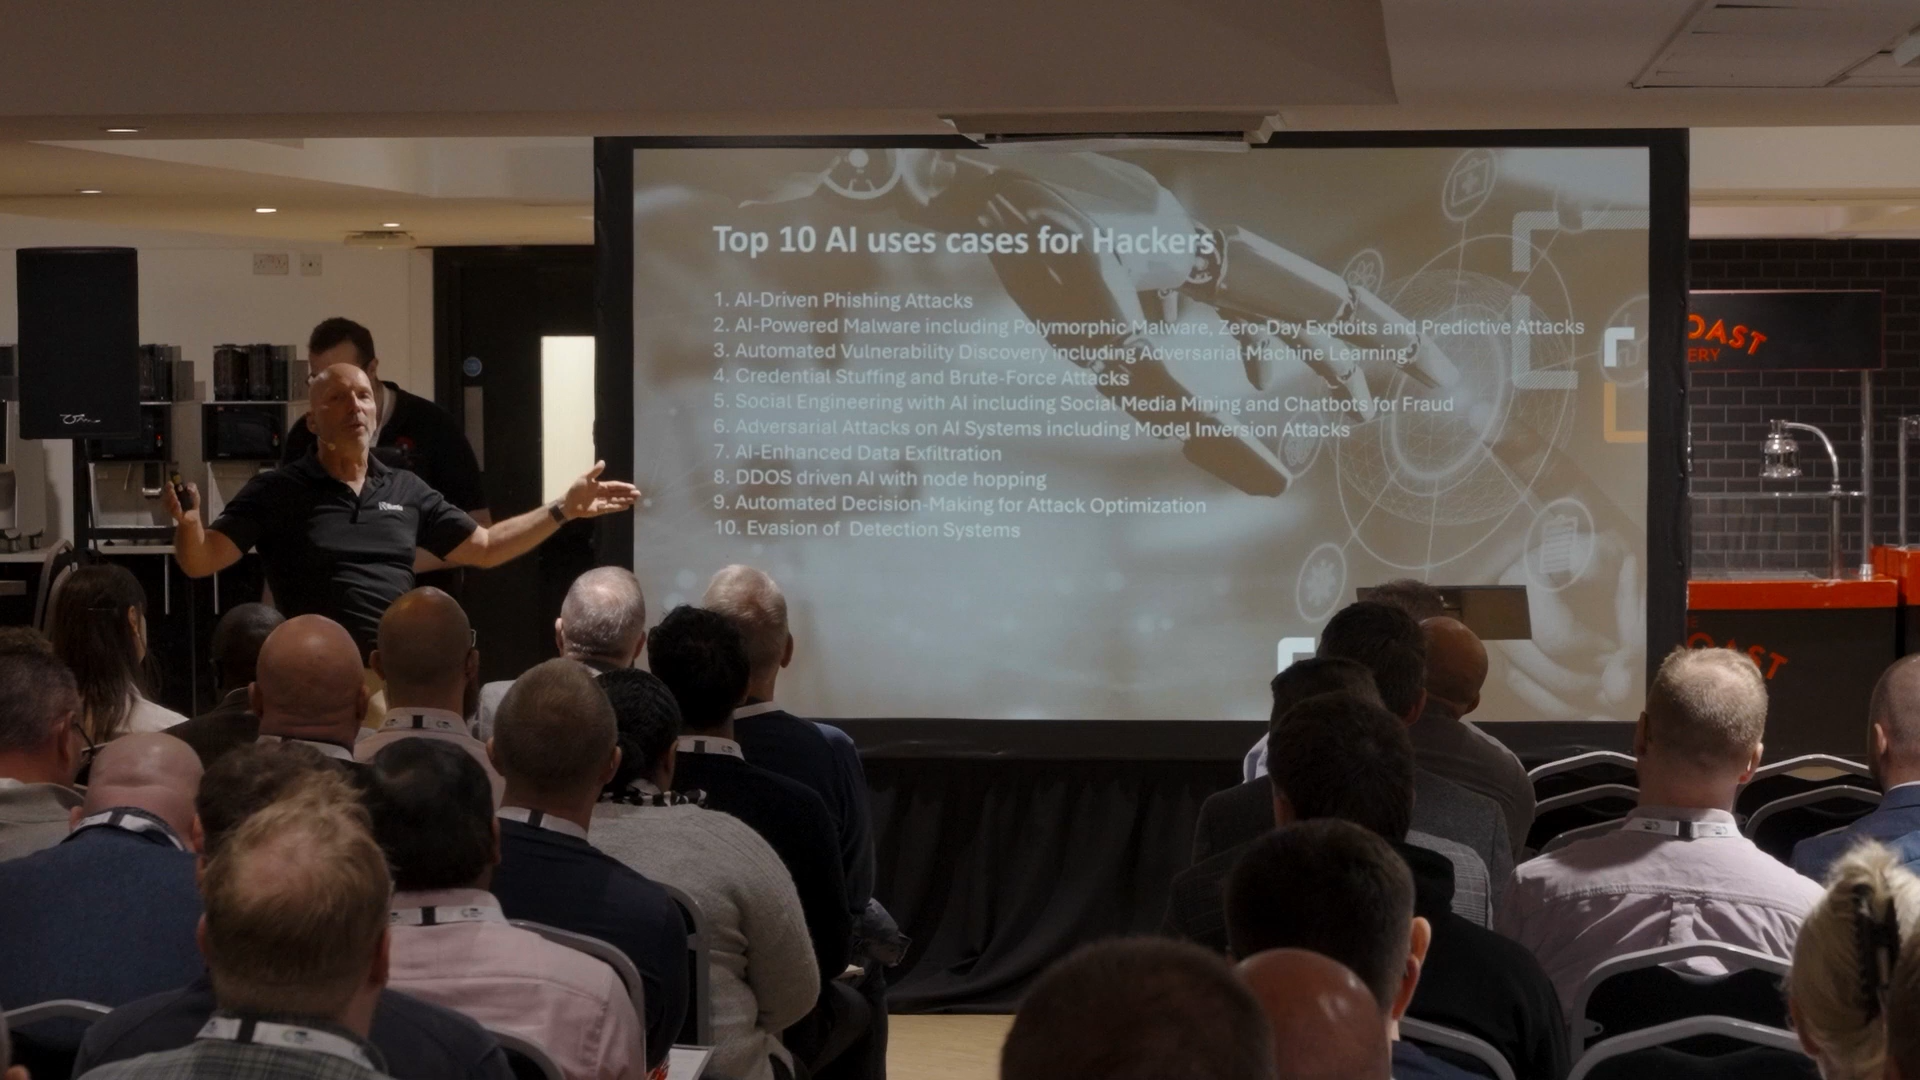 Top 10 AI uses cases for Hackers
1. AI-Driven Phishing Attacks
2. AI-Powered Malware including Polymorphic Malware, Zero-Day Exploits and Predictive Attacks
3. Automated Vulnerability Discovery including Adversarial Machine Learning
4. Credential Stuffing and Brute-Force Attacks
5. Social Engineering with AI including Social Media Mining and Chatbots for Fraud
6. Adversarial Attacks on AI Systems including Model Inversion Attacks
7. AI-Enhanced Data Exfiltration
8. DDOS driven AI with node hopping
9. Automated Decision-Making for Attack Optimization
10. Evasion of Detection Systems
OAST
ERY
OAST